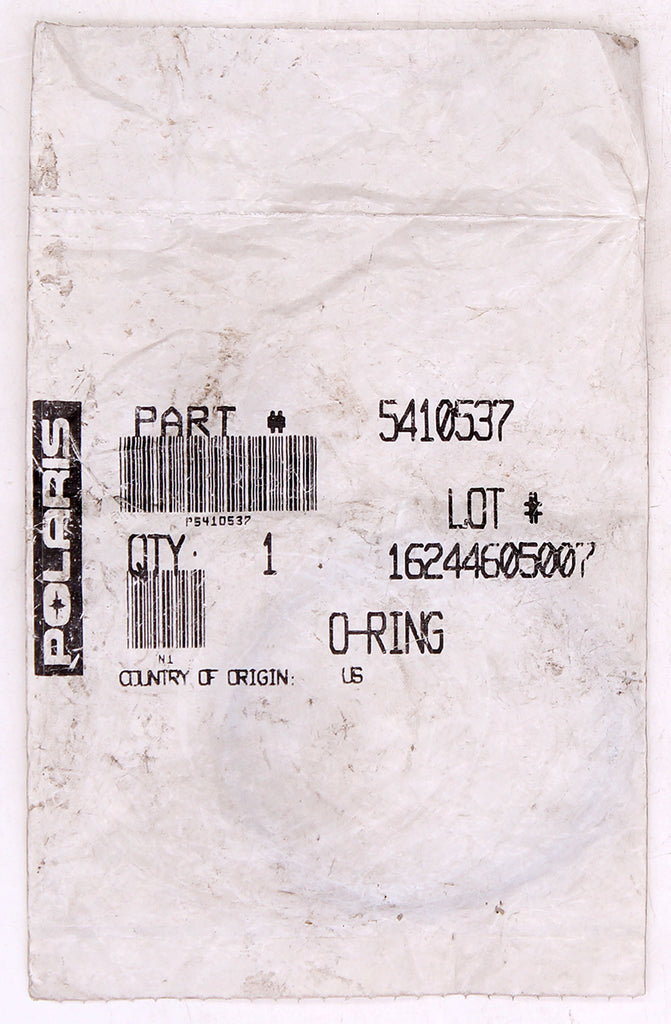 POLARIS
PART # 5410537
P5410537
LOT #
QTY. 1 16244605007
N1
O-RING
COUNTRY OF ORIGIN: US